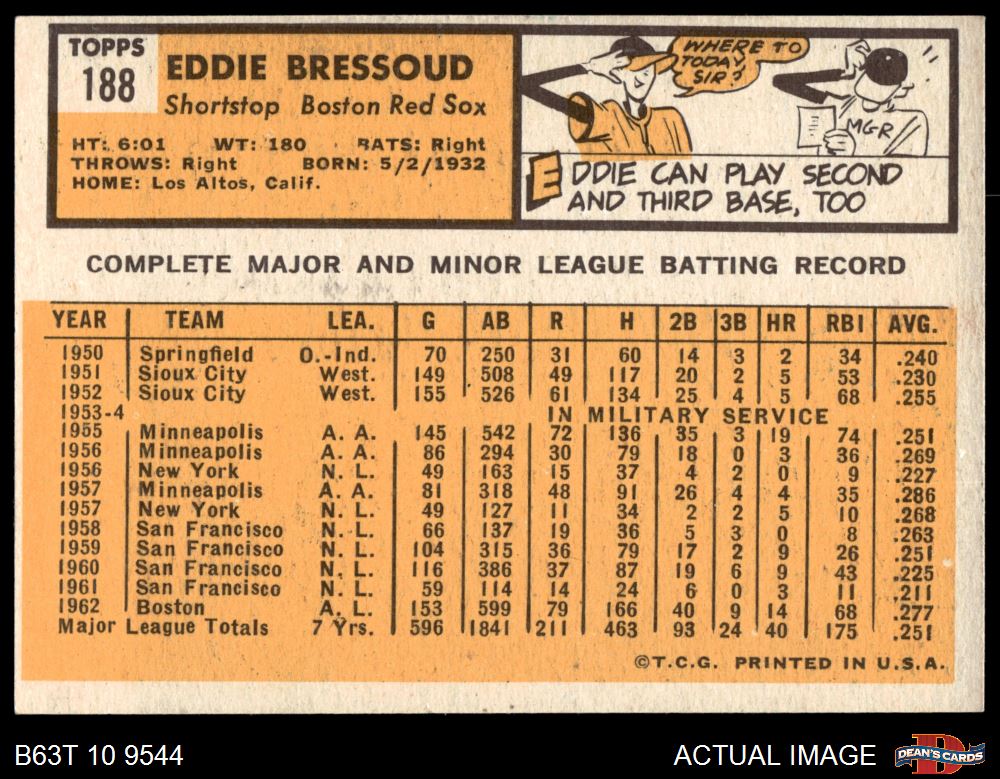 TOPPS
188
EDDIE BRESSOUD
Shortstop Boston Red Sox
HT: 6:01 WT: 180 BATS: Right
THROWS: Right BORN: 5/2/1932
HOME: Los Altos, Calif.
WHERE TO
TODAY,
SIR?
MGR
EDDIE CAN PLAY SECOND
AND THIRD BASE, TOO
COMPLETE MAJOR AND MINOR LEAGUE BATTING RECORD
YEAR TEAM LEA. G AB R H 2B 3B HR RBI AVG.
1950 Springfield O.-Ind. 70 250 31 60 14 3 2 34 .240
1951 Sioux City West. 149 508 49 117 20 2 5 53 .230
1952 Sioux City West. 155 526 61 134 25 4 5 68 .255
1953-4 IN MILITARY SERVICE
1955 Minneapolis A. A. 145 542 72 136 35 3 19 74 .251
1956 Minneapolis A. A. 86 294 30 79 18 0 3 36 .269
1956 New York N. L. 49 163 15 37 4 2 0 9 .227
1957 Minneapolis A. A. 81 318 48 91 26 4 4 35 .286
1957 New York N. L. 49 127 11 34 2 2 5 10 .268
1958 San Francisco N. L. 66 137 19 36 5 3 0 8 .263
1959 San Francisco N. L. 104 315 36 79 17 2 9 26 .251
1960 San Francisco N. L. 116 386 37 87 19 6 9 43 .225
1961 San Francisco N. L. 59 114 14 24 6 0 3 11 .211
1962 Boston A. L. 153 599 79 166 40 9 14 68 .277
Major League Totals 7 Yrs. 596 1841 211 463 93 24 40 175 .251
©T.C.G. PRINTED IN U.S.A.
B63T 10 9544
ACTUAL IMAGE
DEAN'S CARDS